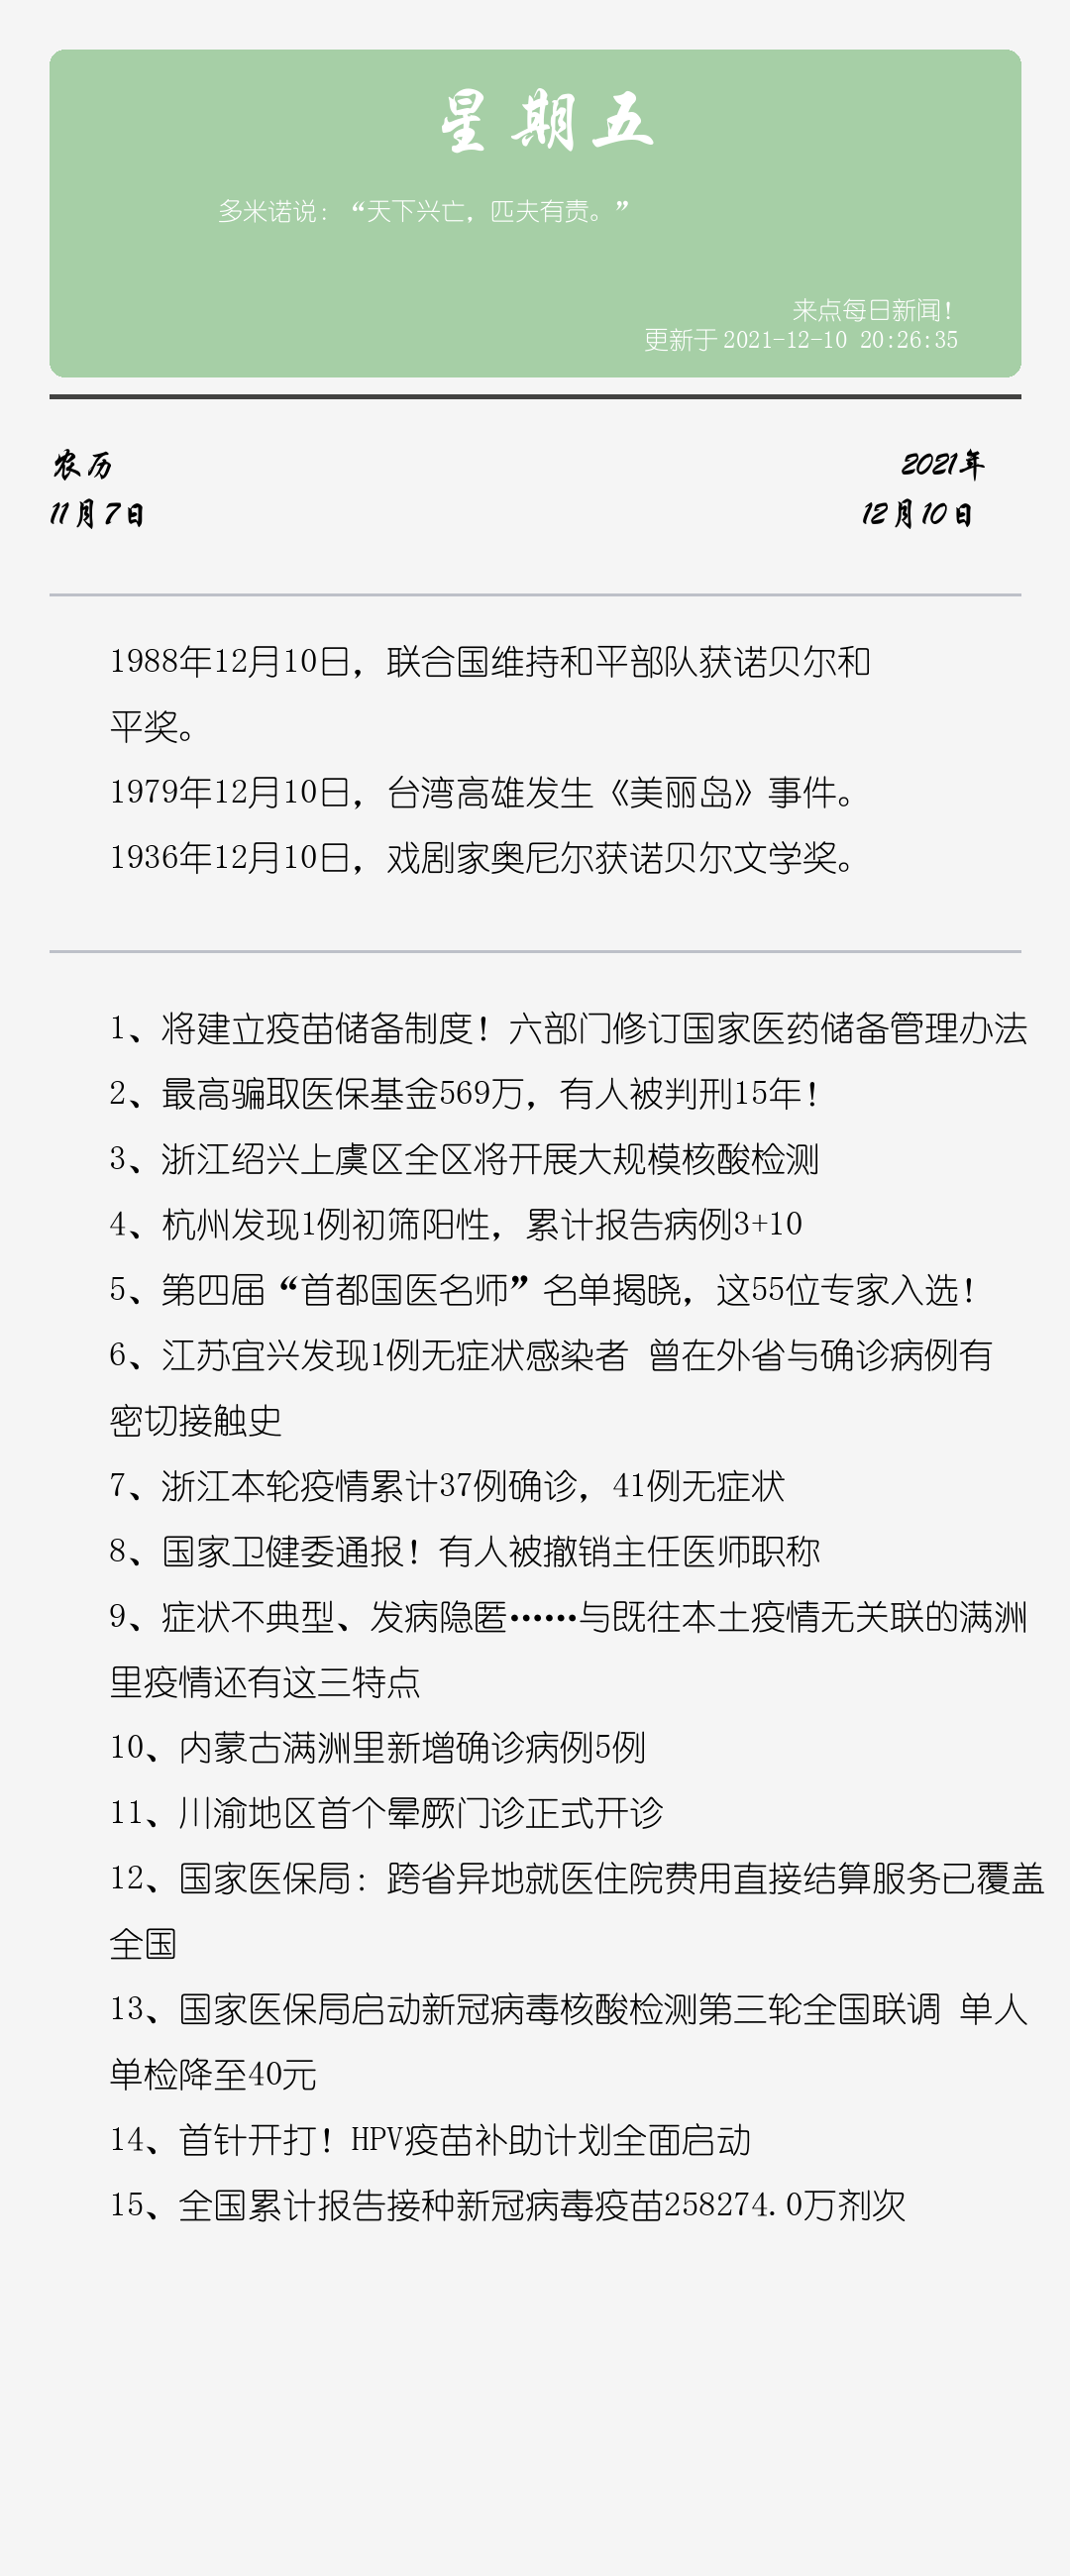 星期五
多米诺说：“天下兴亡，匹夫有责。”
来点每日新闻！
更新于 2021-12-10 20:26:35
农历
2021年
11月7日
12月10日
1988年12月10日，联合国维持和平部队获诺贝尔和
平奖。
1979年12月10日，台湾高雄发生《美丽岛》事件。
1936年12月10日，戏剧家奥尼尔获诺贝尔文学奖。
1、将建立疫苗储备制度！六部门修订国家医药储备管理办法
2、最高骗取医保基金569万，有人被判刑15年！
3、浙江绍兴上虞区全区将开展大规模核酸检测
4、杭州发现1例初筛阳性，累计报告病例3+10
5、第四届“首都国医名师”名单揭晓，这55位专家入选！
6、江苏宜兴发现1例无症状感染者 曾在外省与确诊病例有
密切接触史
7、浙江本轮疫情累计37例确诊，41例无症状
8、国家卫健委通报！有人被撤销主任医师职称
9、症状不典型、发病隐匿……与既往本土疫情无关联的满洲
里疫情还有这三特点
10、内蒙古满洲里新增确诊病例5例
11、川渝地区首个晕厥门诊正式开诊
12、国家医保局：跨省异地就医住院费用直接结算服务已覆盖
全国
13、国家医保局启动新冠病毒核酸检测第三轮全国联调 单人
单检降至40元
14、首针开打！HPV疫苗补助计划全面启动
15、全国累计报告接种新冠病毒疫苗258274.0万剂次